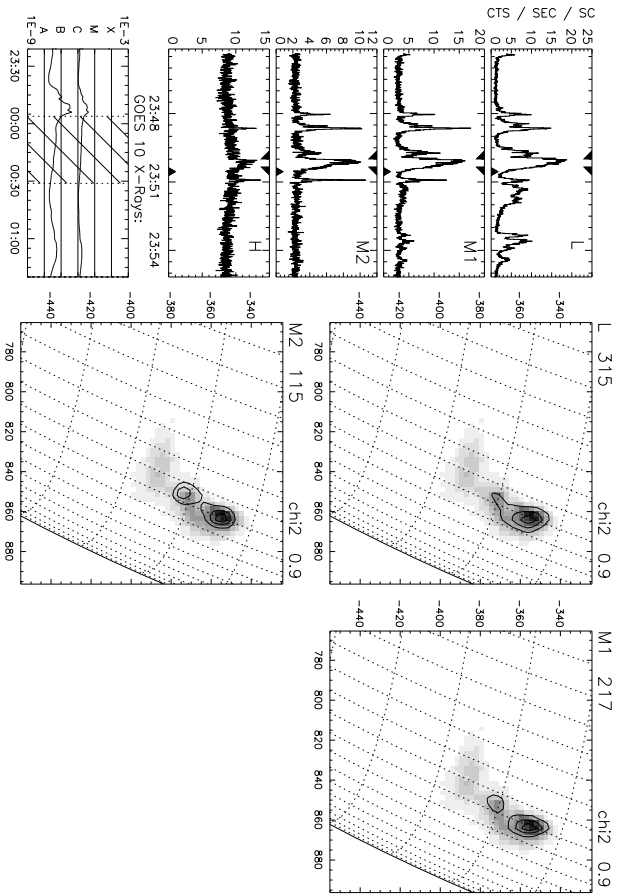 CTS / SEC / SC
25
20
15
10
5
0
L
20
15
10
5
0
M1
12
10
8
6
4
2
M2
15
10
5
0
H
23:48 23:51 23:54
GOES 10 X-Rays:
1E-3
X
M
C
B
A
1E-9
23:30 00:00 00:30 01:00
L 315 chi2 0.9
-340
-360
-380
-400
-420
-440
780 800 820 840 860 880
M1 217 chi2 0.9
-340
-360
-380
-400
-420
-440
780 800 820 840 860 880
M2 115 chi2 0.9
-340
-360
-380
-400
-420
-440
780 800 820 840 860 880